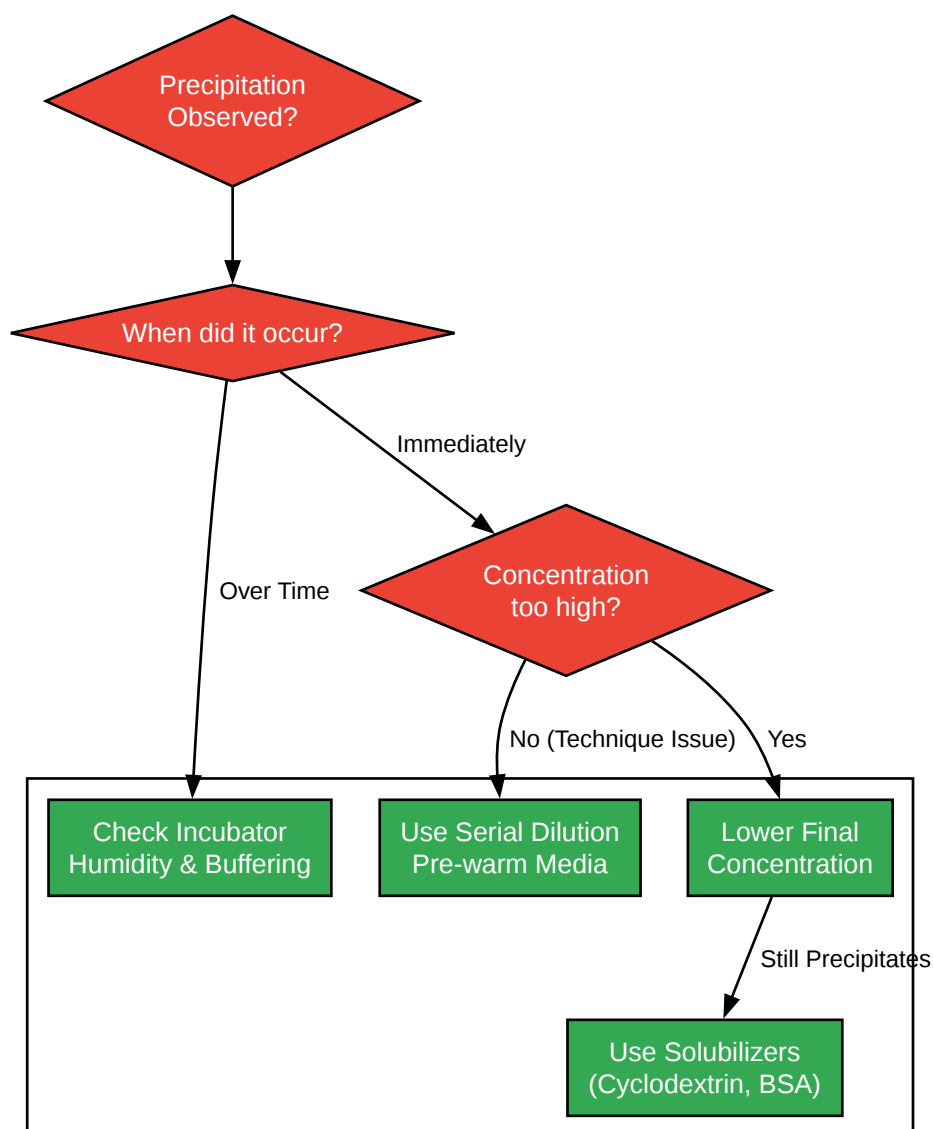 Precipitation
Observed?
When did it occur?
Immediately
Over Time
Concentration
too high?
No (Technique Issue)
Yes
Check Incubator
Humidity & Buffering
Use Serial Dilution
Pre-warm Media
Lower Final
Concentration
Still Precipitates
Use Solubilizers
(Cyclodextrin, BSA)